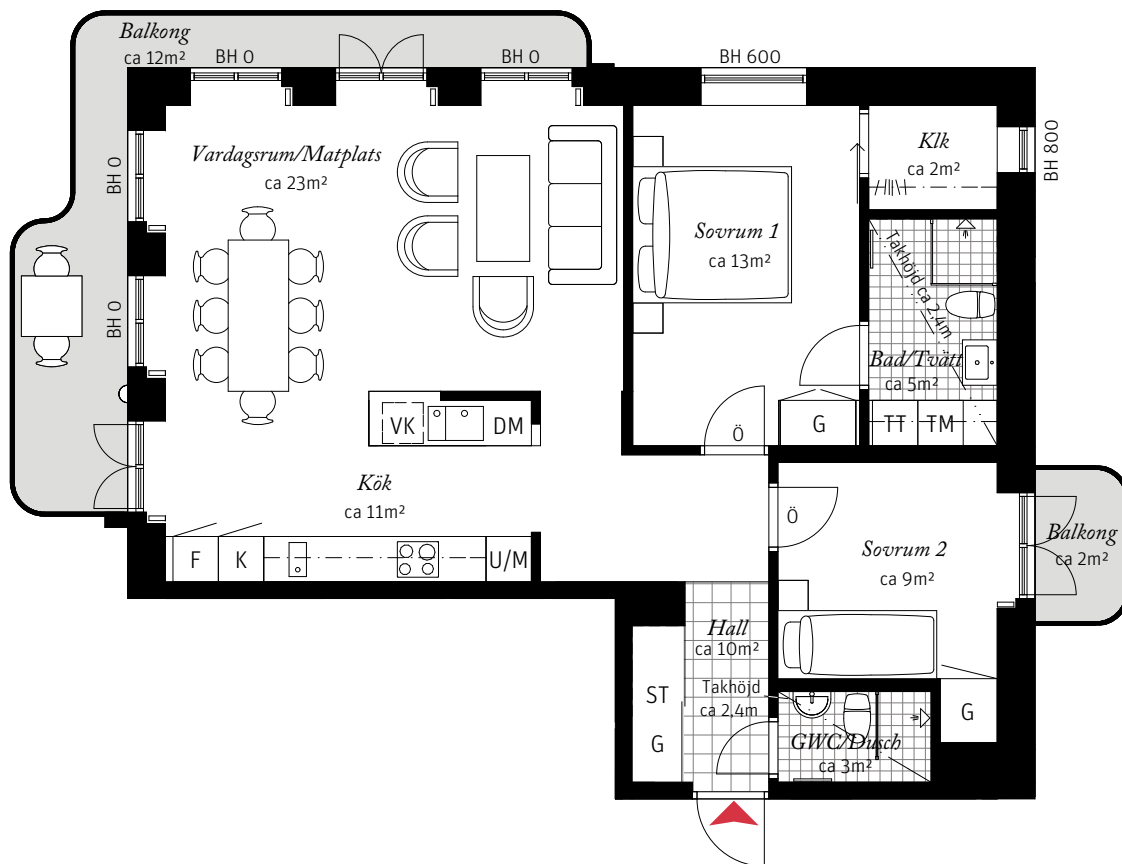 Balkong
ca 12m²
BH 0
BH 0
BH 600
BH 0
Vardagsrum/Matplats
ca 23m²
Klk
ca 2m²
BH 800
Sovrum 1
ca 13m²
Takhöjd ca 2,4m
BH 0
Bad/Tvätt
ca 5m²
VK
DM
Ö
G
TT
TM
Kök
ca 11m²
Ö
F
K
U/M
Sovrum 2
ca 9m²
Balkong
ca 2m²
Hall
ca 10m²
Takhöjd
ca 2,4m
ST
G
G
GWC/Dusch
ca 3m²